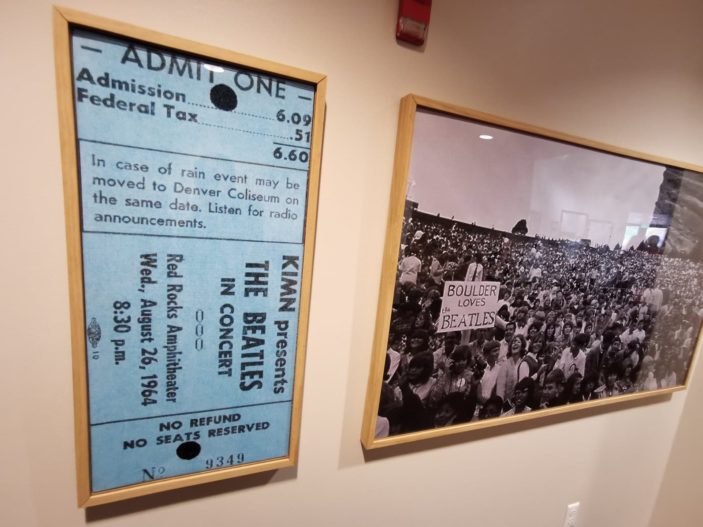 — ADMIT ONE —
Admission 6.09
Federal Tax .51
6.60
In case of rain event may be
moved to Denver Coliseum on
the same date. Listen for radio
announcements.
KIMN presents
THE BEATLES
IN CONCERT
Red Rocks Amphitheater
Wed., August 26, 1964
8:30 p.m.
10
NO REFUND
NO SEATS RESERVED
Nº 9349
BOULDER
LOVES
the
BEATLES